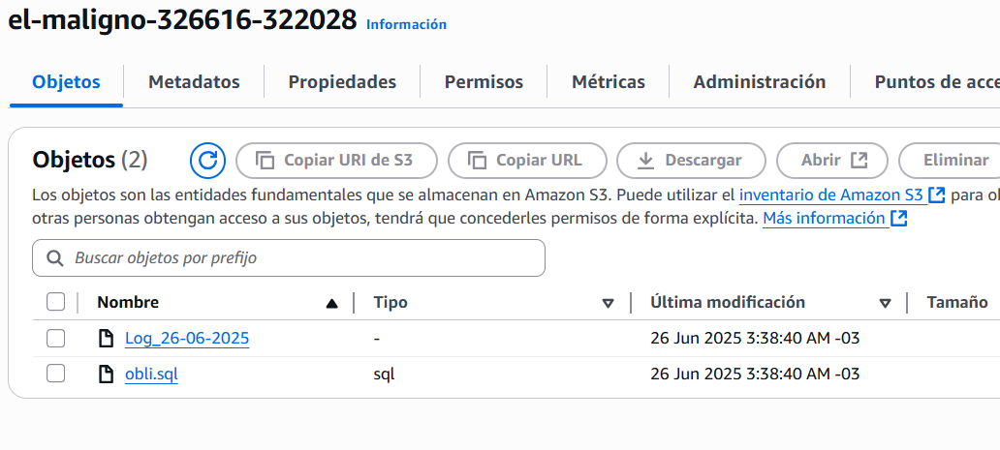 el-maligno-326616-322028 Información
Objetos Metadatos Propiedades Permisos Métricas Administración Puntos de acce
Objetos (2) Copiar URI de S3 Copiar URL Descargar Abrir Eliminar
Los objetos son las entidades fundamentales que se almacenan en Amazon S3. Puede utilizar el inventario de Amazon S3 para ob
otras personas obtengan acceso a sus objetos, tendrá que concederles permisos de forma explícita. Más información
Buscar objetos por prefijo
Nombre Tipo Última modificación Tamaño
Log_26-06-2025 - 26 Jun 2025 3:38:40 AM -03
obli.sql sql 26 Jun 2025 3:38:40 AM -03